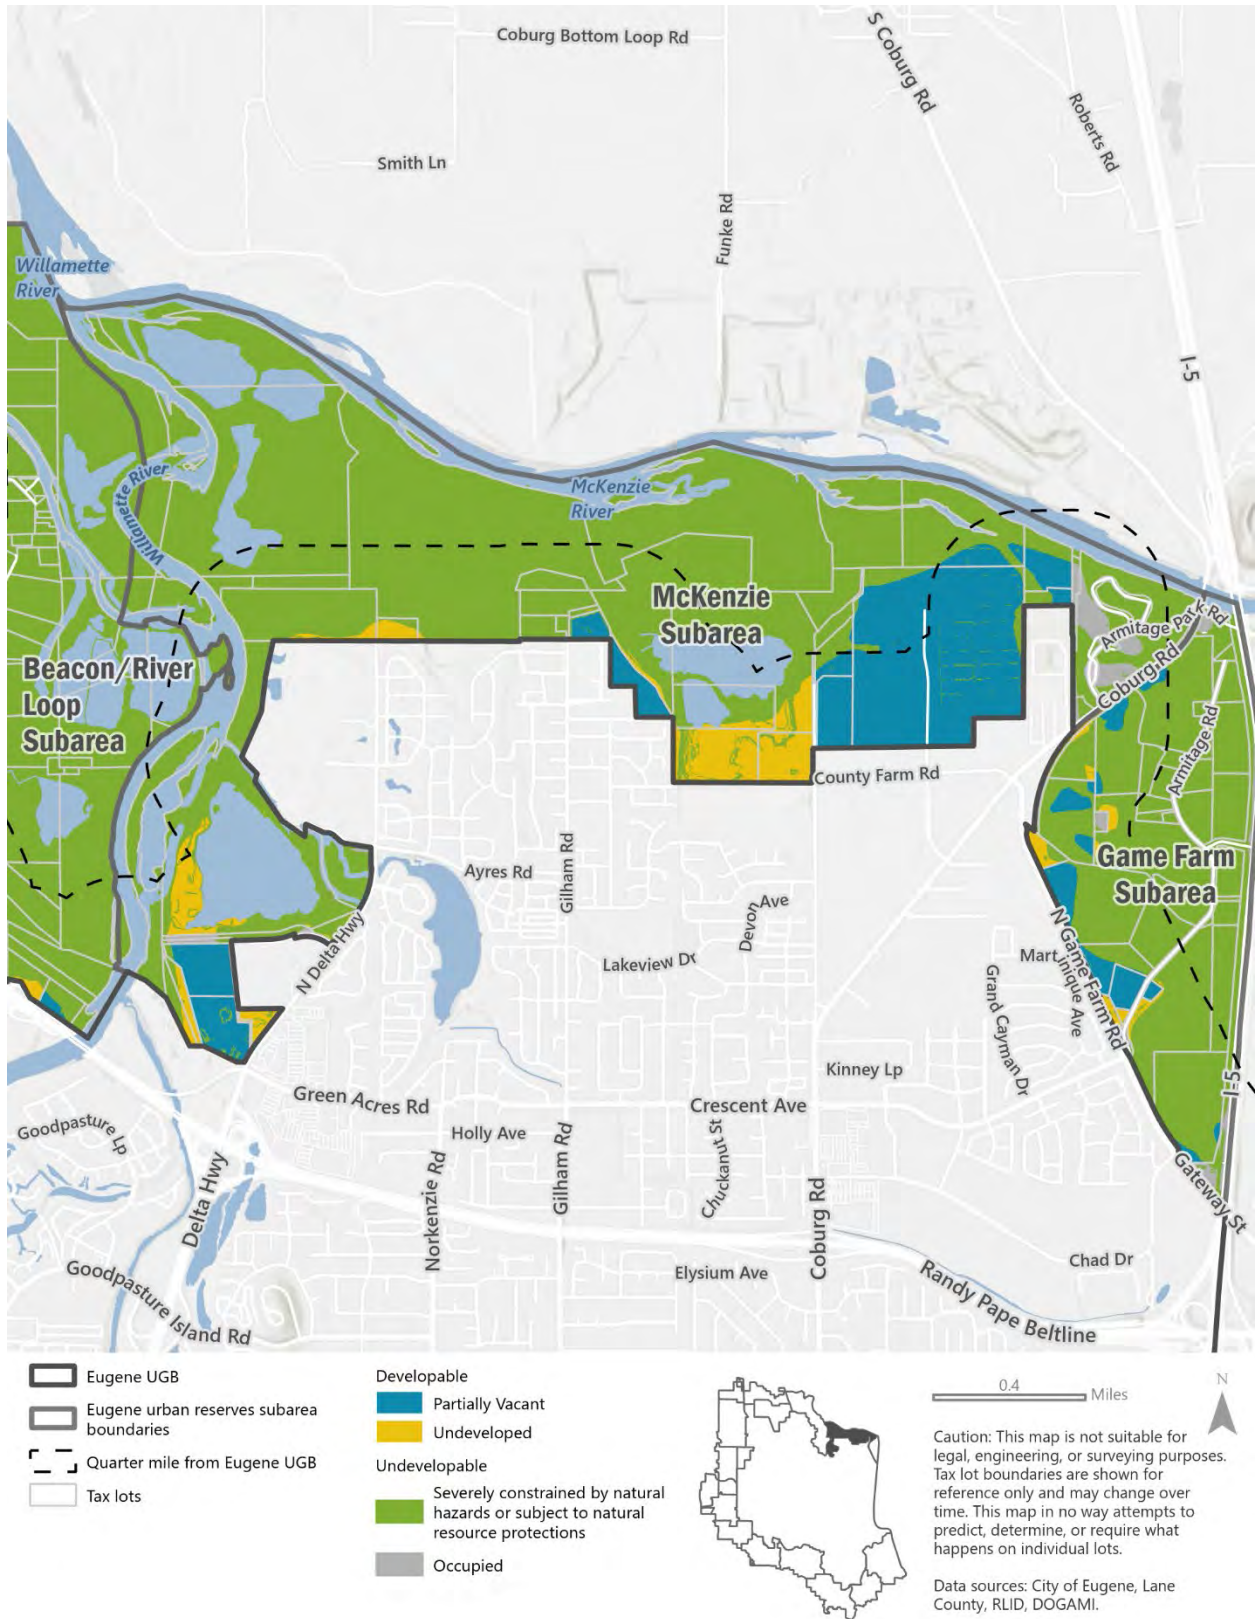 Coburg Bottom Loop Rd
S Coburg Rd
Roberts Rd
Smith Ln
Funke Rd
I-5
Willamette
River
Willamette River
McKenzie
River
McKenzie
Subarea
Armitage Park Rd
Coburg Rd
Beacon/River
Loop
Subarea
Armitage Rd
County Farm Rd
Game Farm
Subarea
Ayres Rd
Gilham Rd
Devon Ave
N Delta Hwy
Lakeview Dr
N Game Farm Rd
Martinique Ave
Grand Cayman Dr
Kinney Lp
I-5
Green Acres Rd
Crescent Ave
Goodpasture Lp
Holly Ave
Chuckanut St
Gateway St
Delta Hwy
Norkenzie Rd
Gilham Rd
Coburg Rd
Chad Dr
Elysium Ave
Randy Pape Beltline
Goodpasture Island Rd
Eugene UGB
Eugene urban reserves subarea
boundaries
Quarter mile from Eugene UGB
Tax lots
Developable
Partially Vacant
Undeveloped
Undevelopable
Severely constrained by natural
hazards or subject to natural
resource protections
Occupied
0.4
Miles
N
Caution: This map is not suitable for
legal, engineering, or surveying purposes.
Tax lot boundaries are shown for
reference only and may change over
time. This map in no way attempts to
predict, determine, or require what
happens on individual lots.
Data sources: City of Eugene, Lane
County, RLID, DOGAMI.